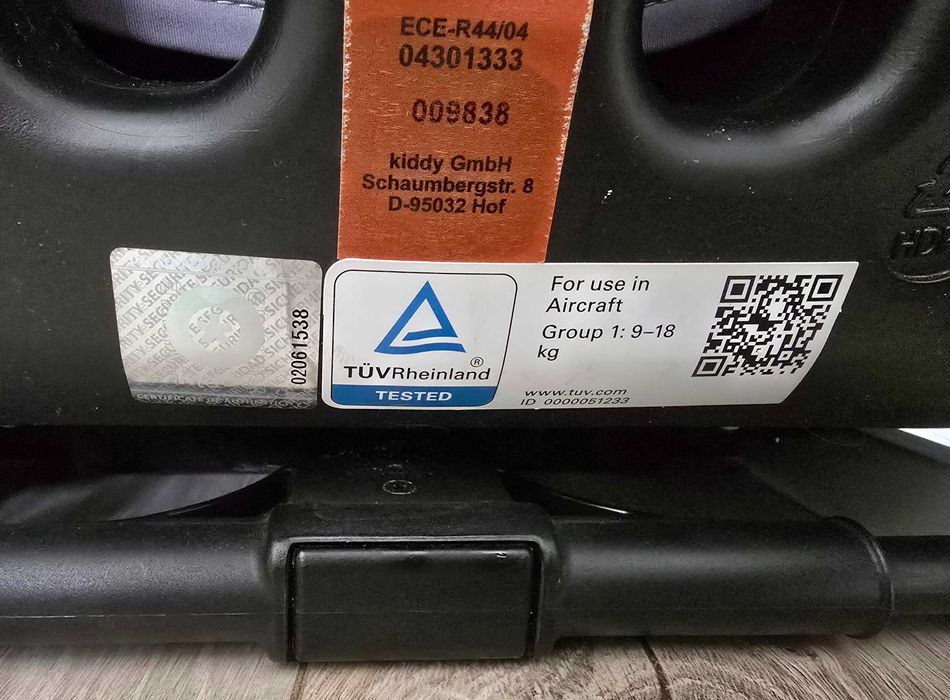 ECE-R44/04
04301333
009838
kiddy GmbH
Schaumbergstr. 8
D-95032 Hof
02061538
TÜVRheinland®
TESTED
For use in
Aircraft
Group 1: 9–18
kg
www.tuv.com
ID 0000051233